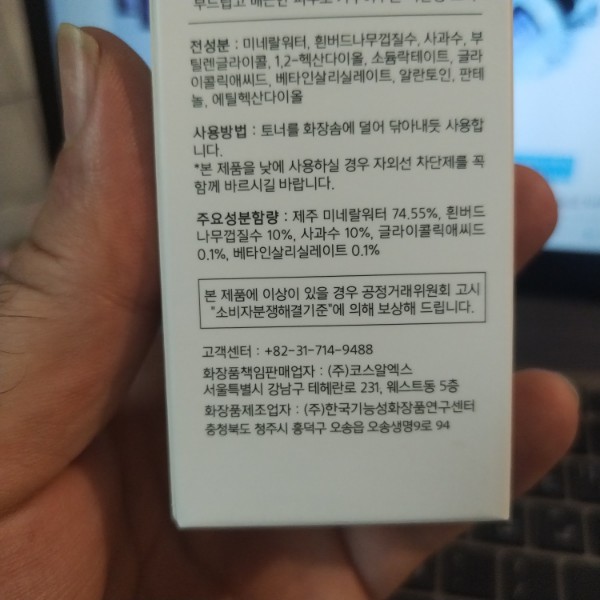 전성분 : 미네랄워터, 흰버드나무껍질수, 사과수, 부
틸렌글라이콜, 1,2-헥산다이올, 소듐락테이트, 글라
이콜릭애씨드, 베타인살리실레이트, 알란토인, 판테
놀, 에틸헥산다이올
사용방법 : 토너를 화장솜에 덜어 닦아내듯 사용합
니다.
*본 제품을 낮에 사용하실 경우 자외선 차단제를 꼭
함께 바르시길 바랍니다.
주요성분함량 : 제주 미네랄워터 74.55%, 흰버드
나무껍질수 10%, 사과수 10%, 글라이콜릭애씨드
0.1%, 베타인살리실레이트 0.1%
본 제품에 이상이 있을 경우 공정거래위원회 고시
"소비자분쟁해결기준"에 의해 보상해 드립니다.
고객센터 : +82-31-714-9488
화장품책임판매업자 : (주)코스알엑스
서울특별시 강남구 테헤란로 231, 웨스트동 5층
화장품제조업자 : (주)한국기능성화장품연구센터
충청북도 청주시 흥덕구 오송읍 오송생명9로 94